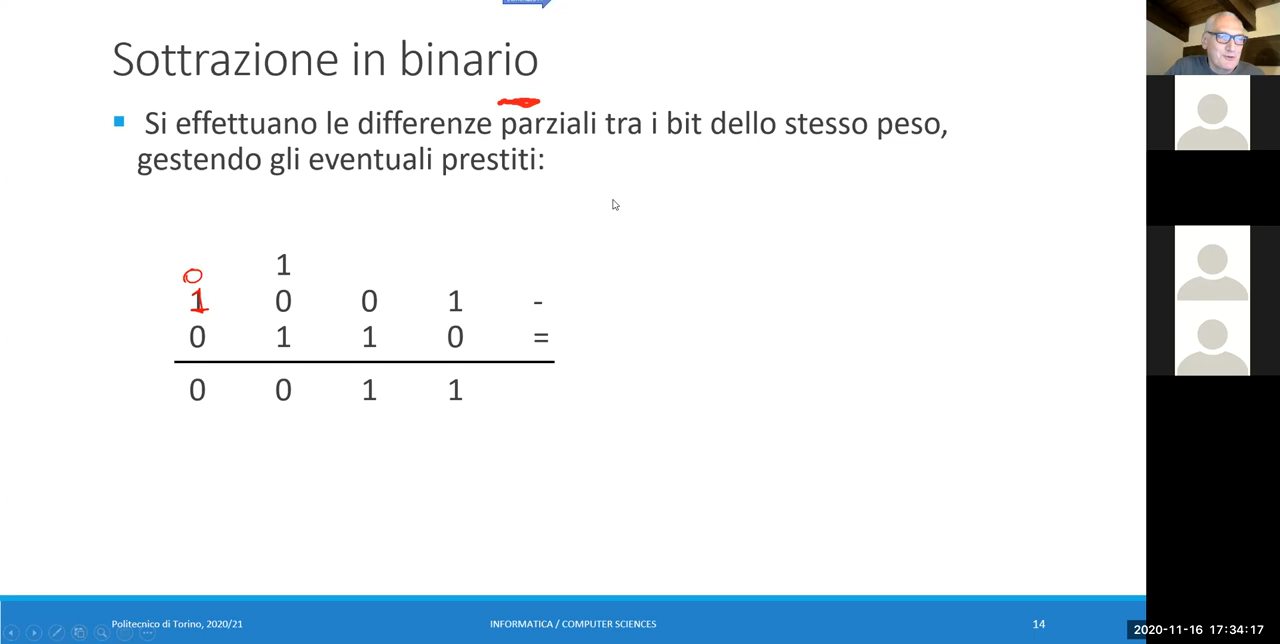 Sottrazione in binario
Si effettuano le differenze parziali tra i bit dello stesso peso,
gestendo gli eventuali prestiti:
0 1
1 0 0 1 -
0 1 1 0 =
0 0 1 1
Politecnico di Torino, 2020/21 INFORMATICA / COMPUTER SCIENCES 14
2020-11-16 17:34:17